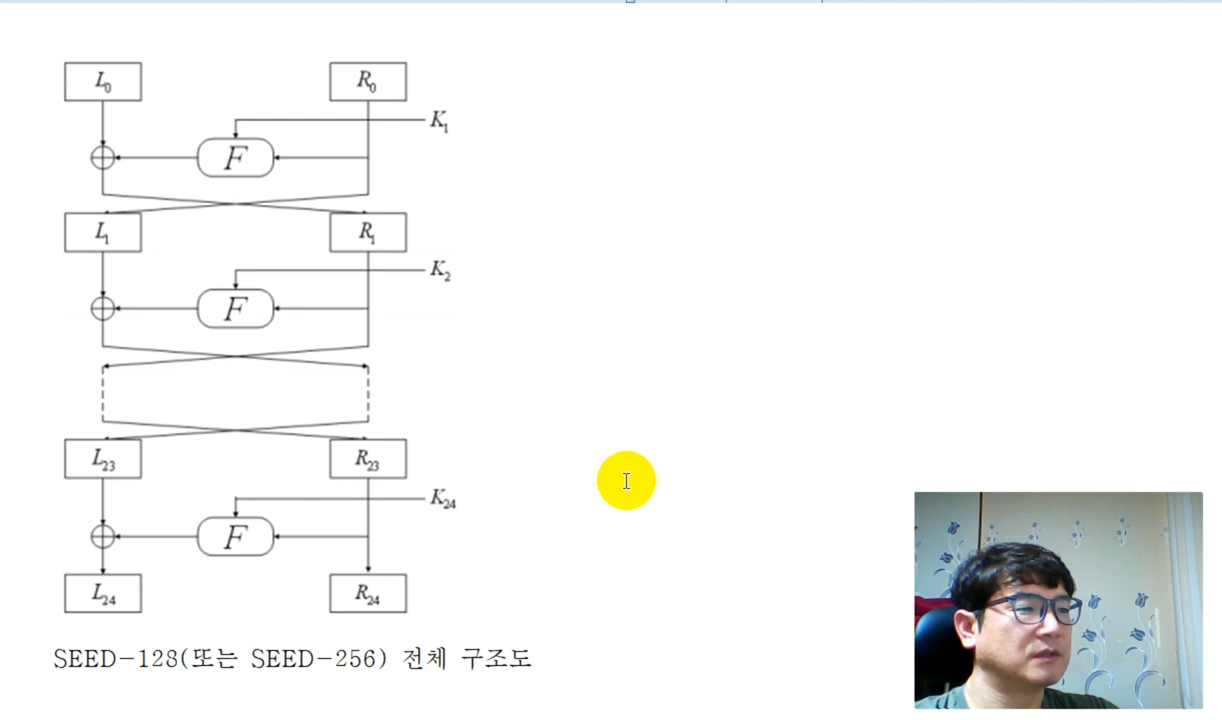 L₀ R₀
K₁
F
L₁ R₁
K₂
F
L₂₃ R₂₃
K₂₄
F
L₂₄ R₂₄
SEED-128(또는 SEED-256) 전체 구조도